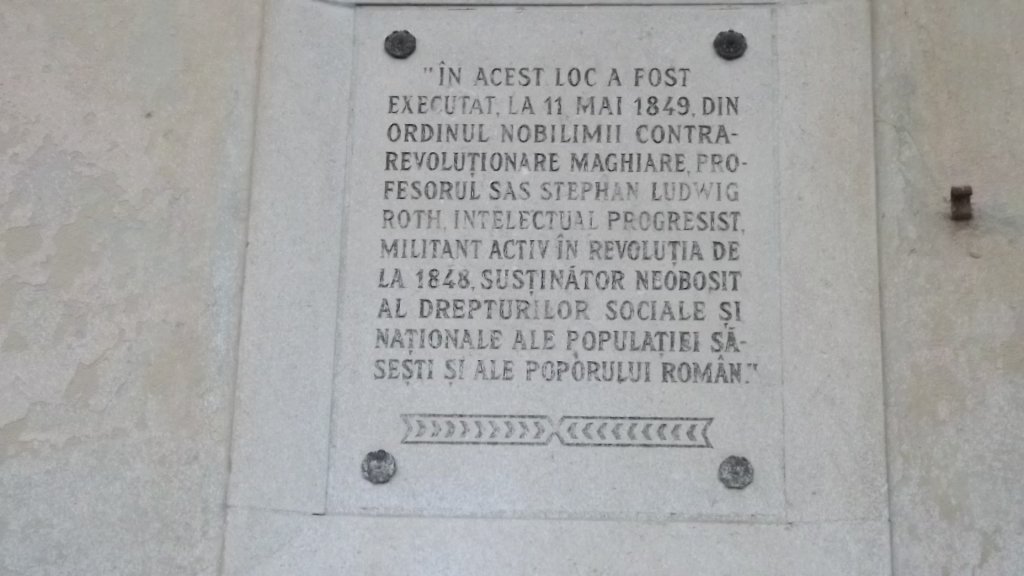 "ÎN ACEST LOC A FOST
EXECUTAT, LA 11 MAI 1849, DIN
ORDINUL NOBILIMII CONTRA-
REVOLUȚIONARE MAGHIARE, PRO-
FESORUL SAS STEPHAN LUDWIG
ROTH, INTELECTUAL PROGRESIST,
MILITANT ACTIV ÎN REVOLUȚIA DE
LA 1848, SUSȚINĂTOR NEOBOSIT
AL DREPTURILOR SOCIALE ȘI
NAȚIONALE ALE POPULAȚIEI SĂ-
SEȘTI ȘI ALE POPORULUI ROMÂN."